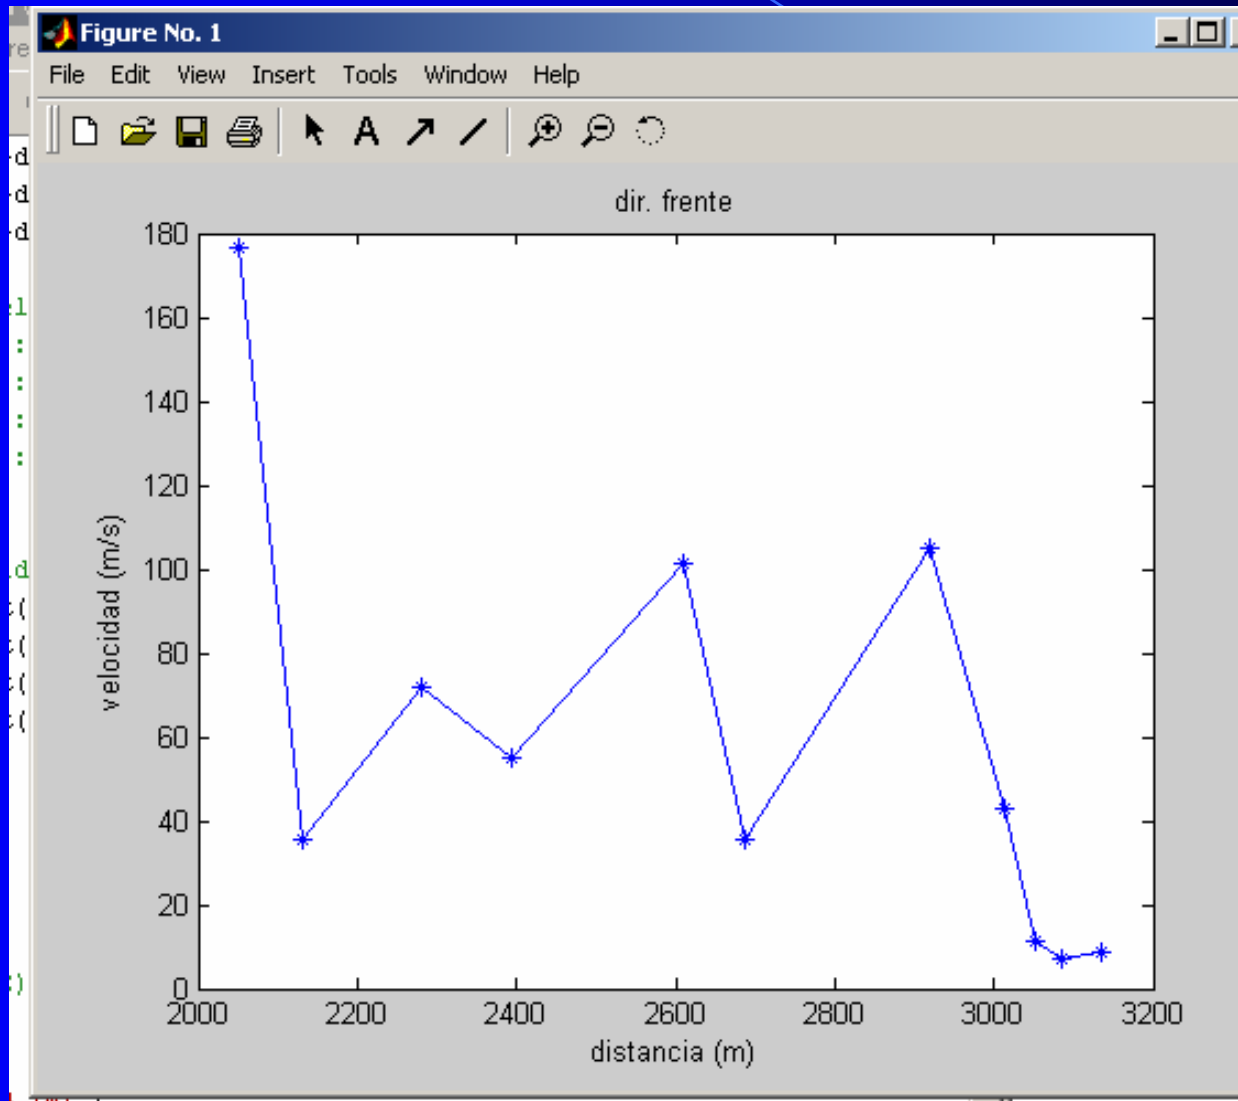 Figure No. 1
File Edit View Insert Tools Window Help
dir. frente
180
160
140
120
100
80
60
40
20
0
velocidad (m/s)
2000 2200 2400 2600 2800 3000 3200
distancia (m)